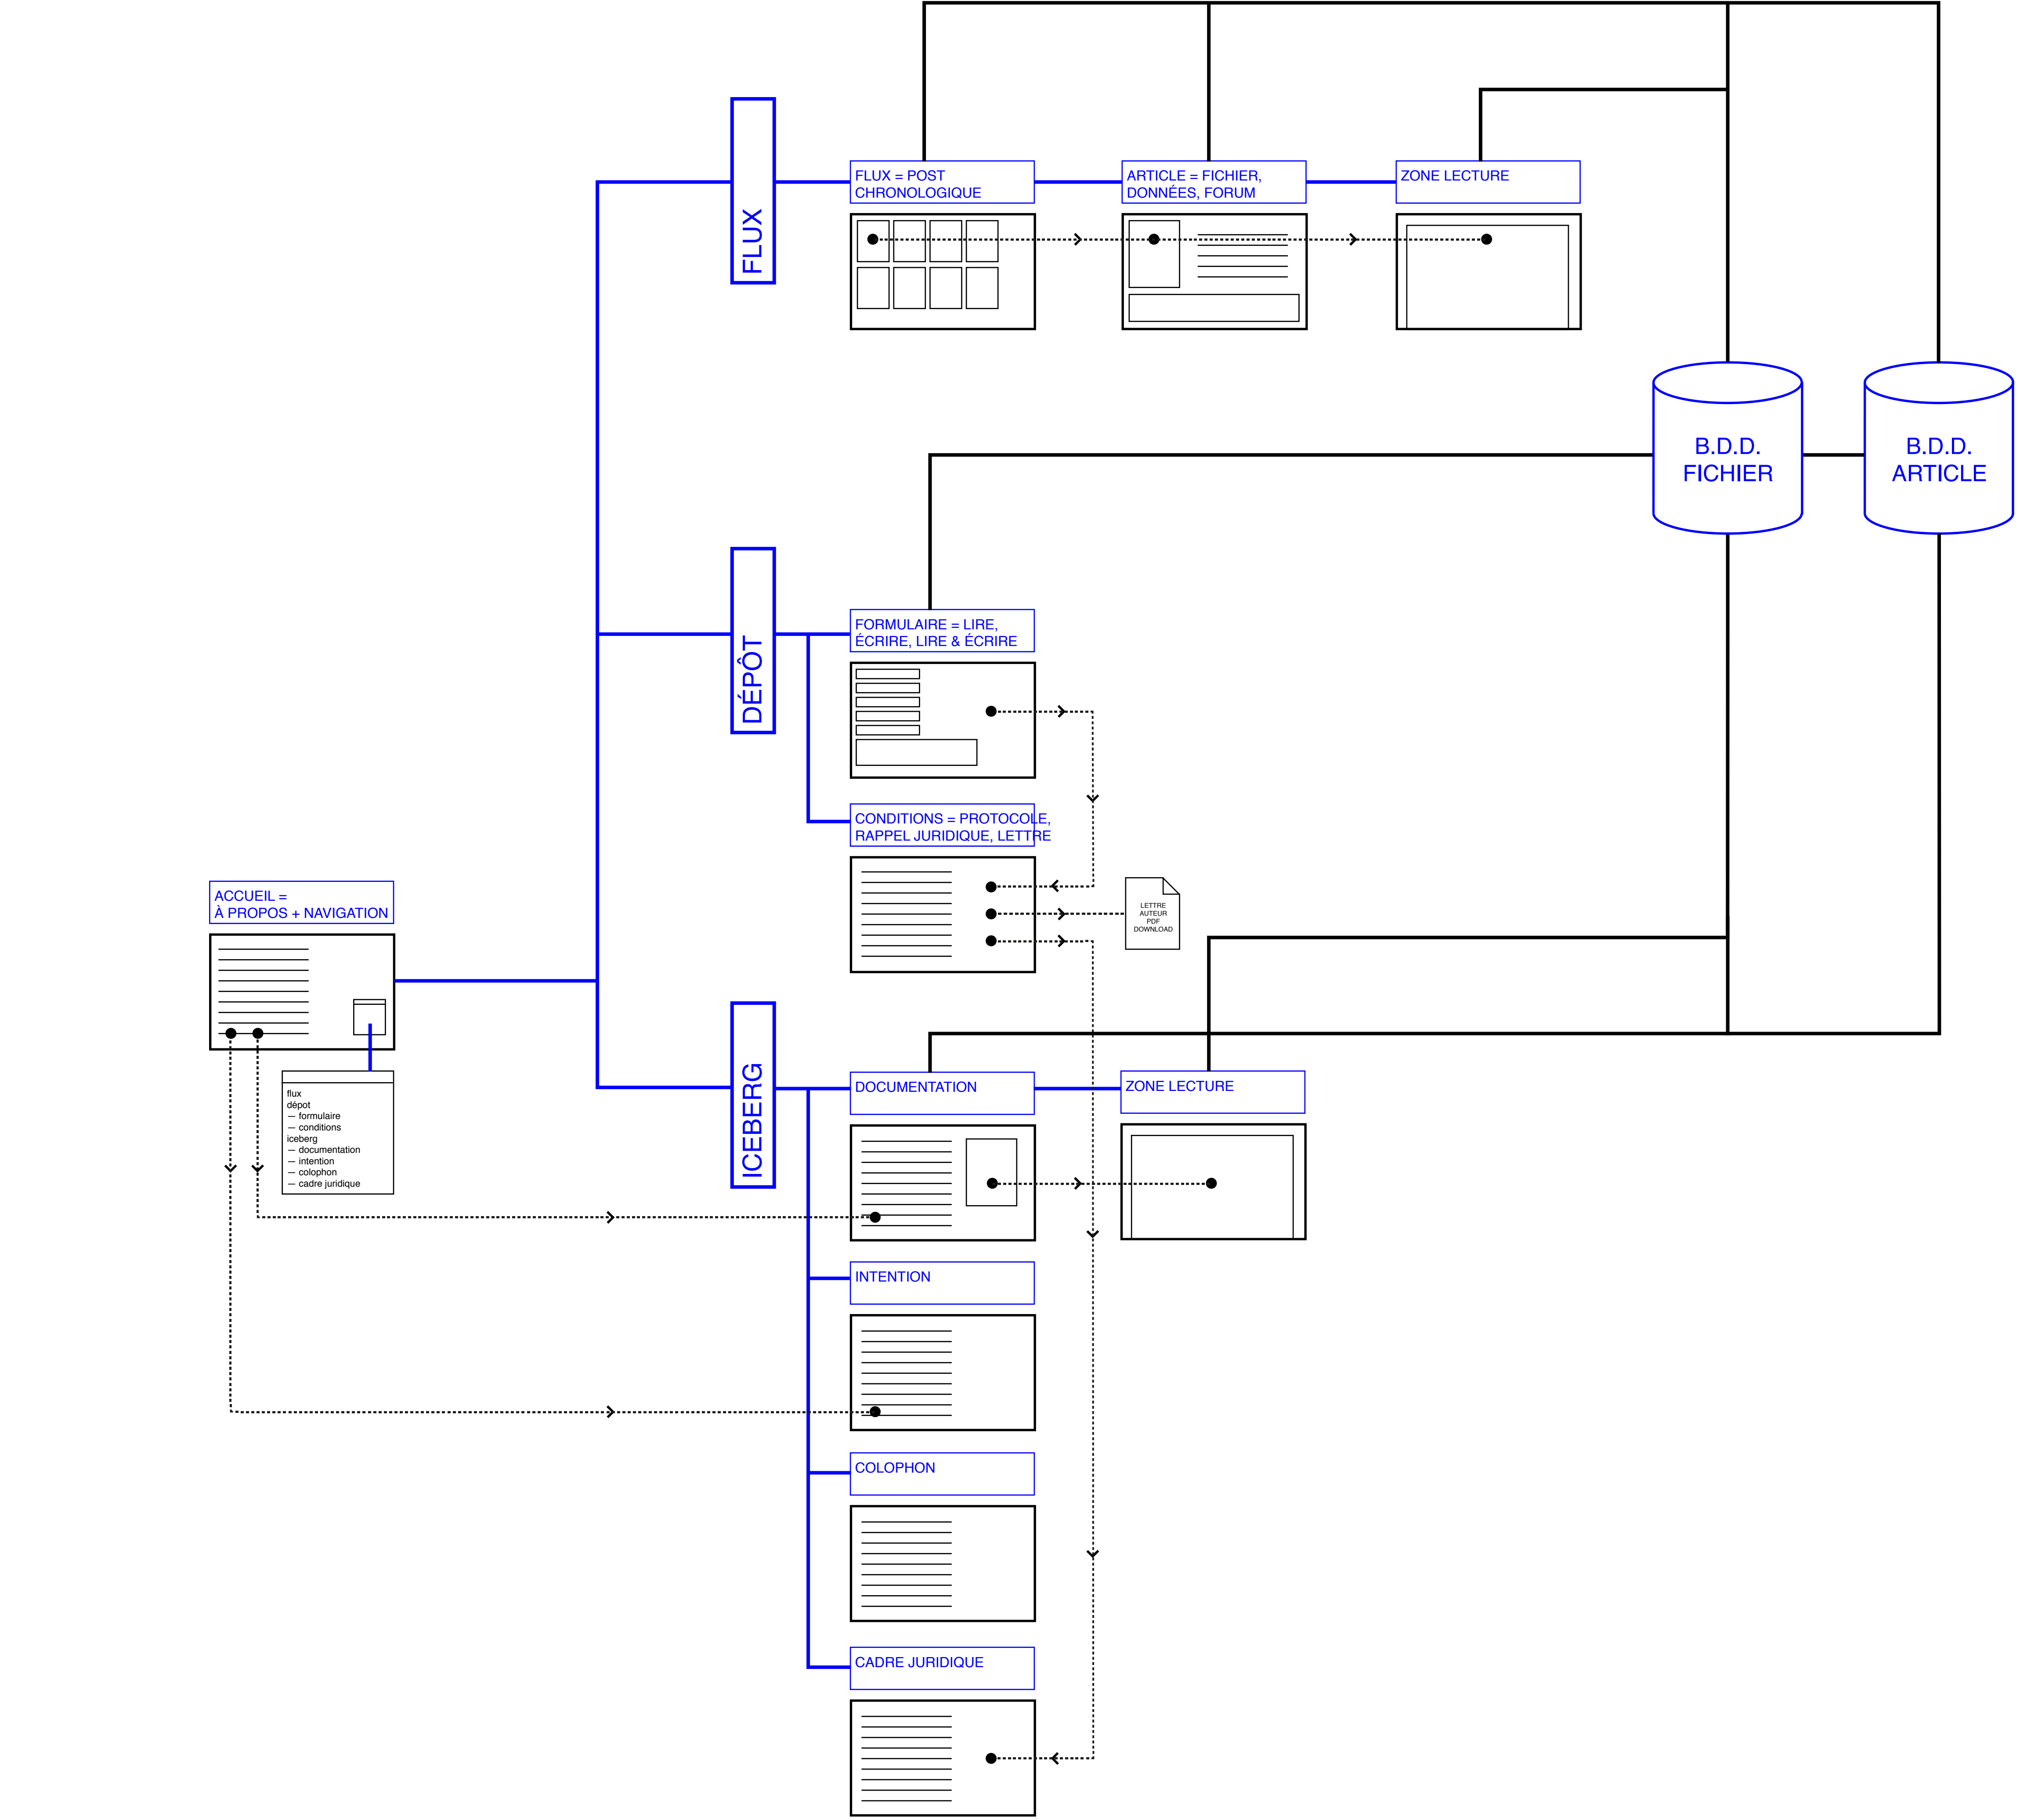 FLUX
FLUX = POST
CHRONOLOGIQUE
ARTICLE = FICHIER,
DONNÉES, FORUM
ZONE LECTURE
B.D.D.
FICHIER
B.D.D.
ARTICLE
DÉPÔT
FORMULAIRE = LIRE,
ÉCRIRE, LIRE & ÉCRIRE
CONDITIONS = PROTOCOLE,
RAPPEL JURIDIQUE, LETTRE
LETTRE
AUTEUR
PDF
DOWNLOAD
ACCUEIL =
À PROPOS + NAVIGATION
flux
dépot
— formulaire
— conditions
iceberg
— documentation
— intention
— colophon
— cadre juridique
ICEBERG
DOCUMENTATION
ZONE LECTURE
INTENTION
COLOPHON
CADRE JURIDIQUE